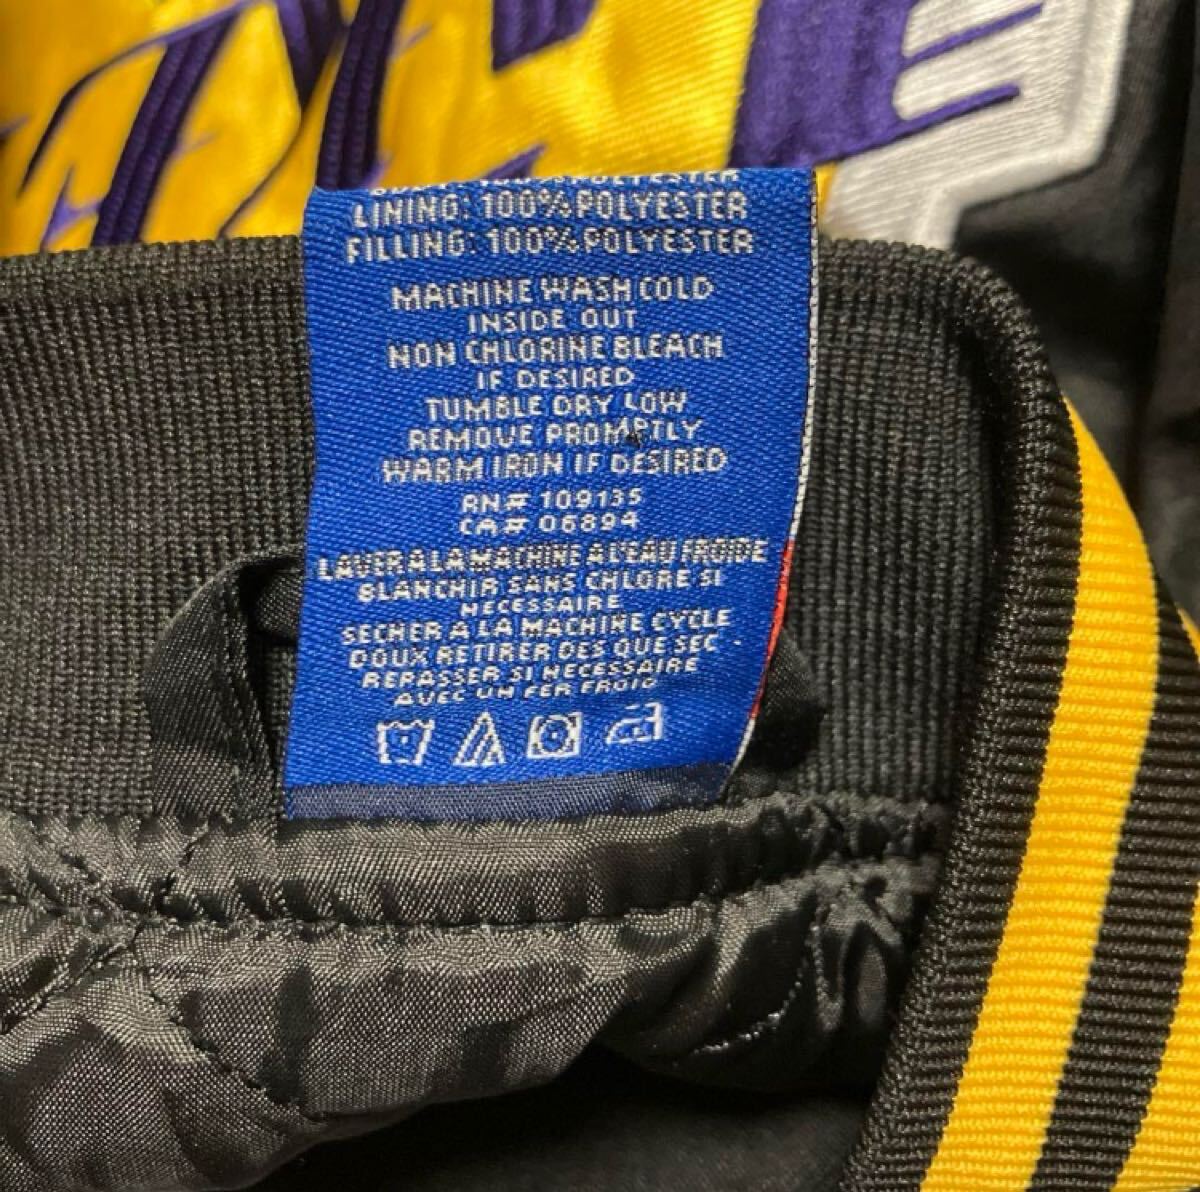 100% POLYESTER
LINING: 100% POLYESTER
FILLING: 100% POLYESTER
MACHINE WASH COLD
INSIDE OUT
NON CHLORINE BLEACH
IF DESIRED
TUMBLE DRY LOW
REMOVE PROMPTLY
WARM IRON IF DESIRED
RN# 109135
CA# 06894
LAVER A LA MACHINE A L'EAU FROIDE
BLANCHIR SANS CHLORE SI
NECESSAIRE
SECHER A LA MACHINE CYCLE
DOUX RETIRER DES QUE SEC
REPASSER SI NECESSAIRE
AVEC UN FER FROID